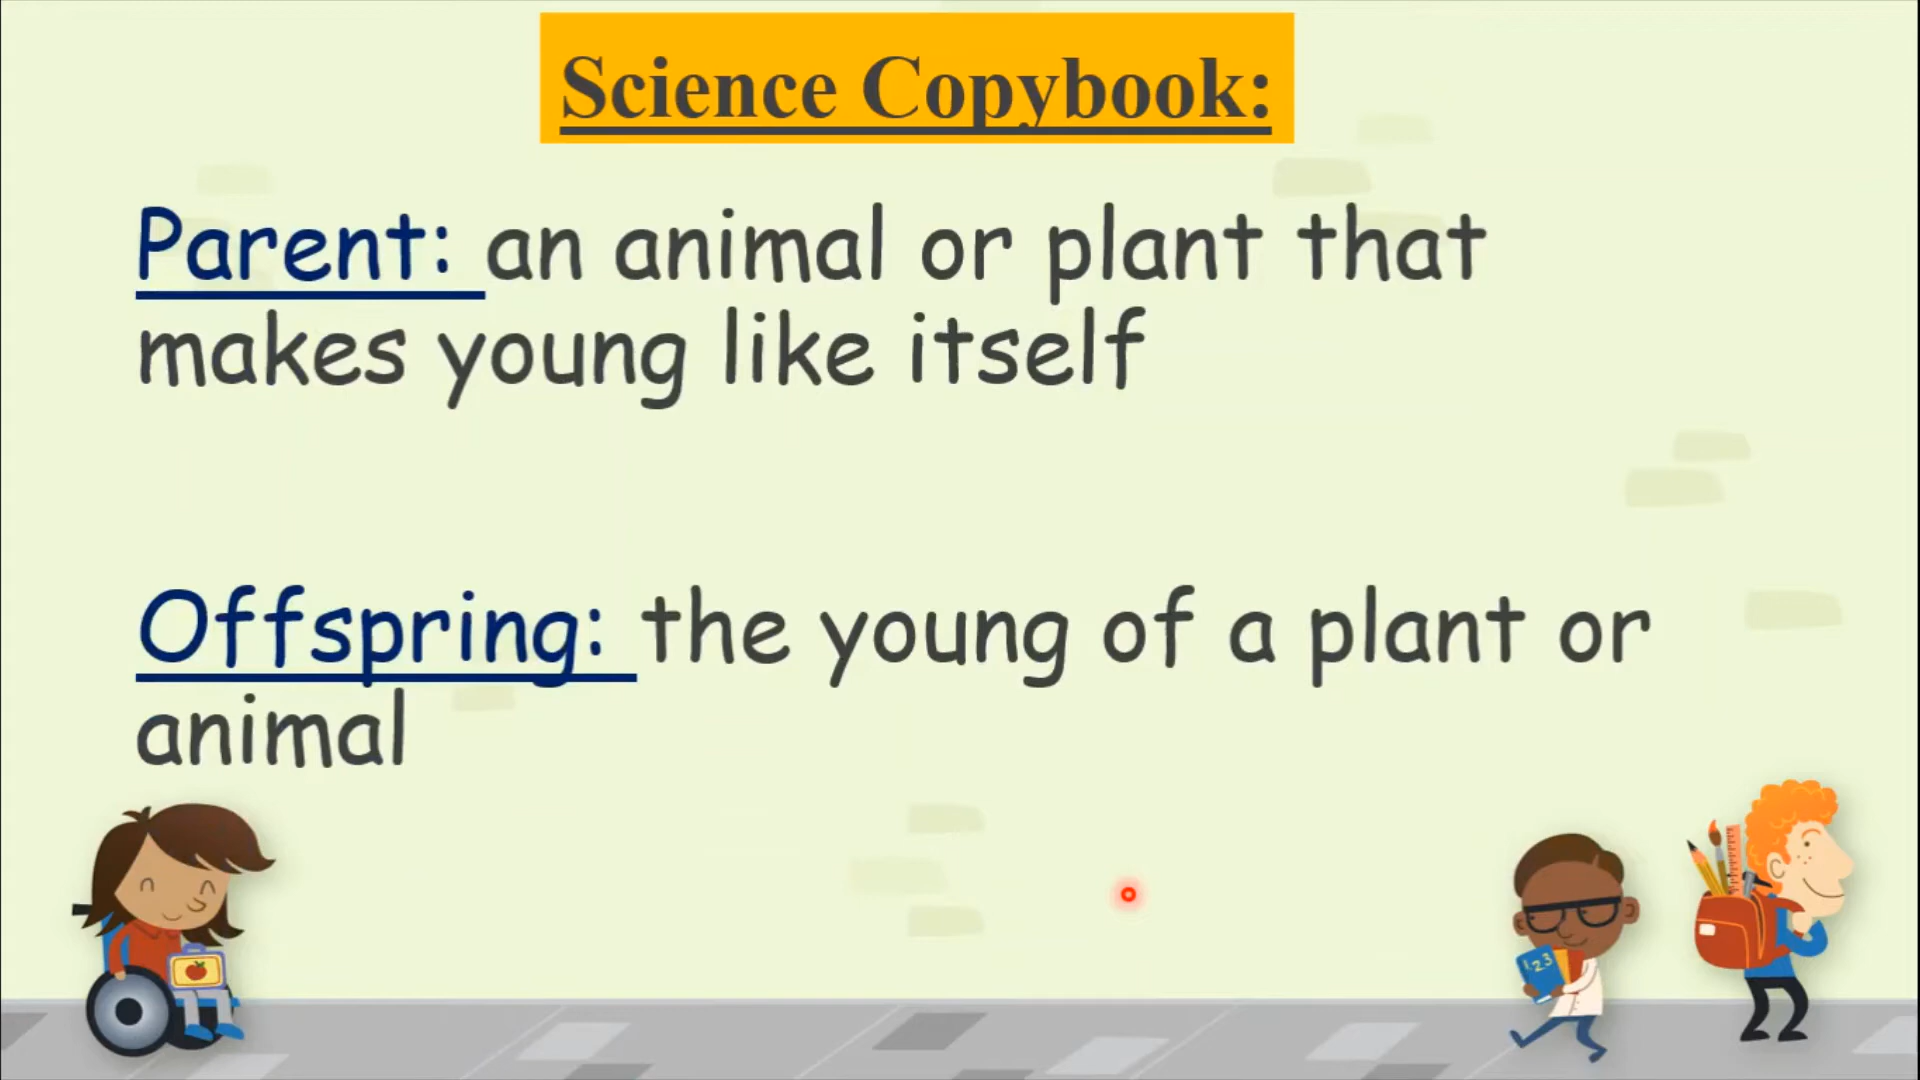 Science Copybook:
Parent: an animal or plant that
makes young like itself
Offspring: the young of a plant or
animal
123